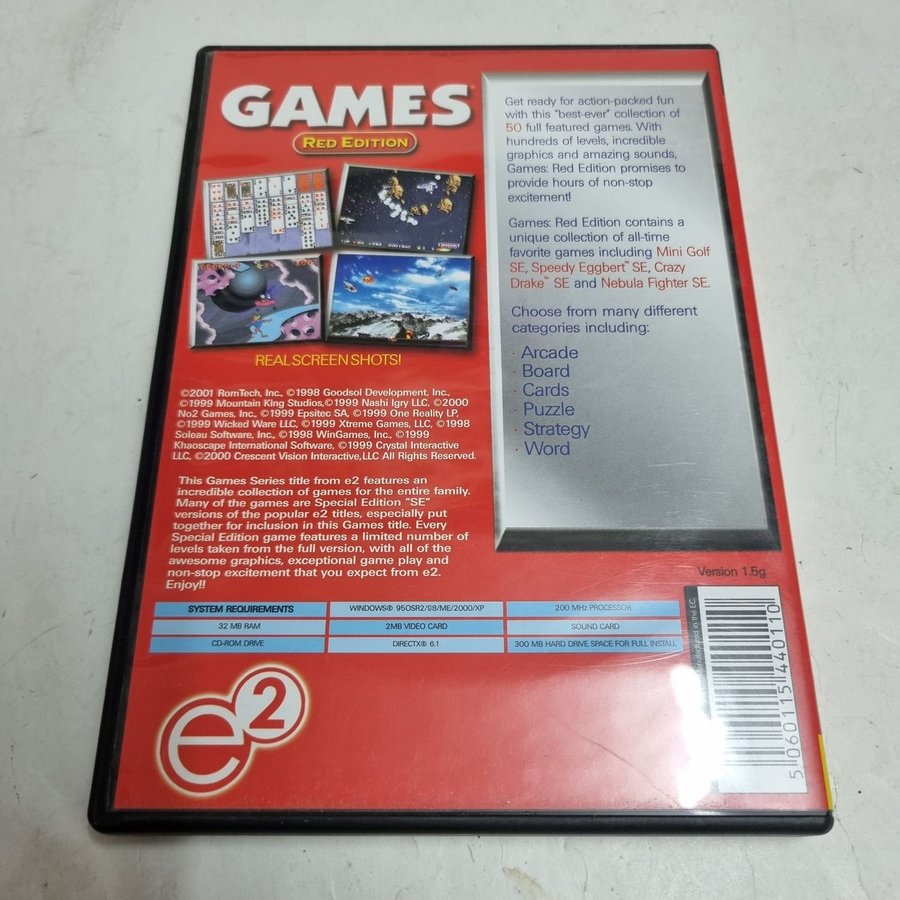 GAMES
RED EDITION
REAL SCREEN SHOTS!
©2001 RomTech, Inc., ©1998 Goodsol Development, Inc.,
©1999 Mountain King Studios,©1999 Nashi Igry LLC, ©2000
No2 Games, Inc., ©1999 Epsitec SA, ©1999 One Reality LP,
©1999 Wicked Ware LLC, ©1999 Xtreme Games, LLC, ©1998
Soleau Software, Inc., ©1998 WinGames, Inc., ©1999
Khaoscape International Software, ©1999 Crystal Interactive
LLC, ©2000 Crescent Vision Interactive,LLC All Rights Reserved.
This Games Series title from e2 features an
incredible collection of games for the entire family.
Many of the games are Special Edition "SE"
versions of the popular e2 titles, especially put
together for inclusion in this Games title. Every
Special Edition game features a limited number of
levels taken from the full version, with all of the
awesome graphics, exceptional game play and
non-stop excitement that you expect from e2.
Enjoy!!
Get ready for action-packed fun
with this "best-ever" collection of
50 full featured games. With
hundreds of levels, incredible
graphics and amazing sounds,
Games: Red Edition promises to
provide hours of non-stop
excitement!
Games: Red Edition contains a
unique collection of all-time
favorite games including Mini Golf
SE, Speedy Eggbert™ SE, Crazy
Drake™ SE and Nebula Fighter SE.
Choose from many different
categories including:
· Arcade
· Board
· Cards
· Puzzle
· Strategy
· Word
Version 1.5g
SYSTEM REQUIREMENTS
WINDOWS® 95OSR2/98/ME/2000/XP
200 MHz PROCESSOR
32 MB RAM
2MB VIDEO CARD
SOUND CARD
CD-ROM DRIVE
DIRECTX® 6.1
300 MB HARD DRIVE SPACE FOR FULL INSTALL
e2
in the EC.
5 060115 440110